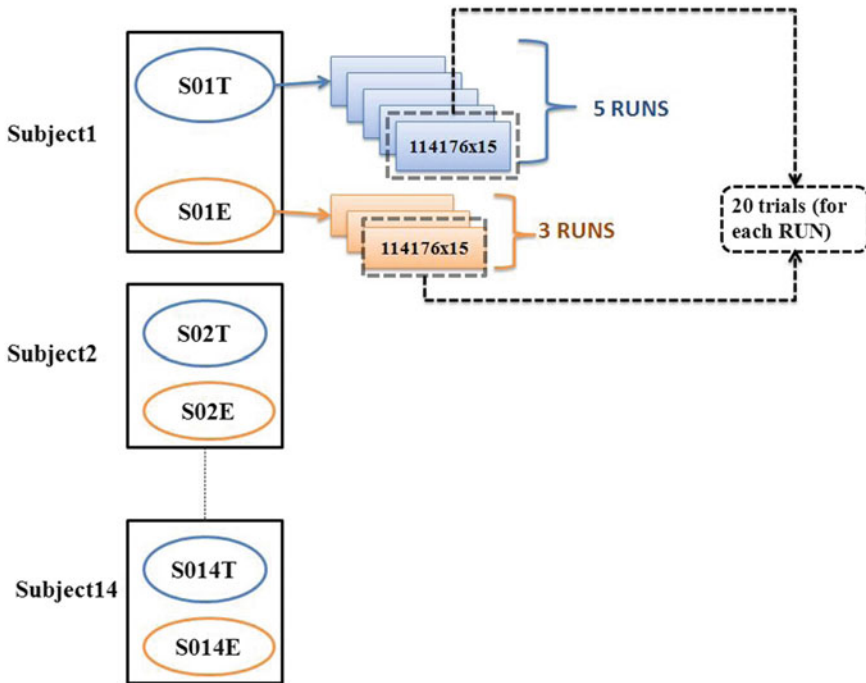 S01T
Subject1
114176x15
5 RUNS
S01E
114176x15
3 RUNS
20 trials (for
each RUN)
S02T
Subject2
S02E
S014T
Subject14
S014E